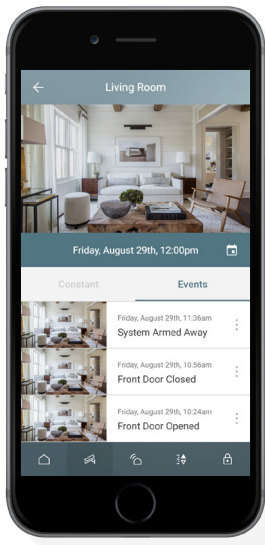 Living Room
Friday, August 29th, 12:00pm
Constant
Events
Friday, August 29th, 11:36am
System Armed Away
Friday, August 29th, 10:56am
Front Door Closed
Friday, August 29th, 10:24am
Front Door Opened